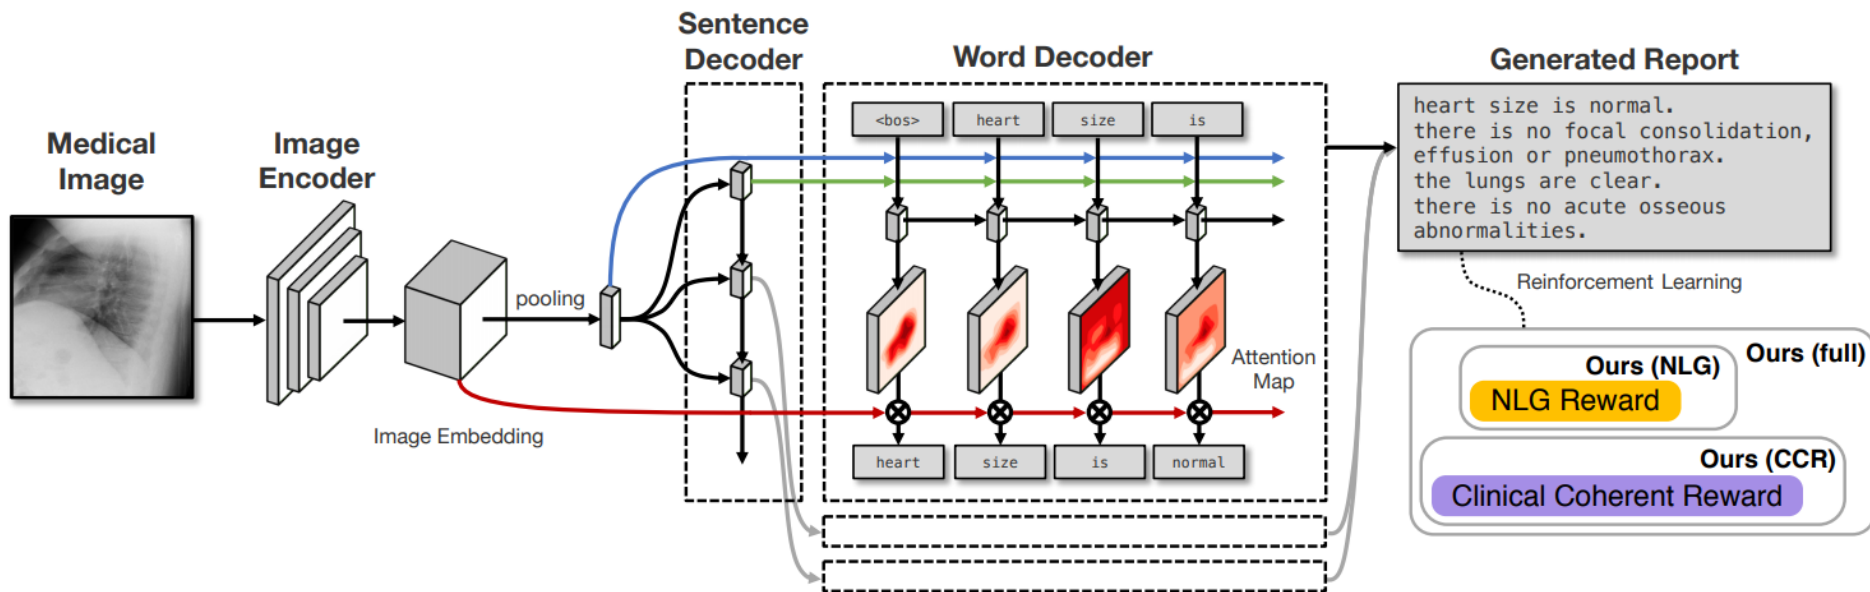 Medical
Image
Image
Encoder
pooling
Image Embedding
Sentence
Decoder
Word Decoder
<bos>
heart
size
is
Attention
Map
heart
size
is
normal
Generated Report
heart size is normal.
there is no focal consolidation,
effusion or pneumothorax.
the lungs are clear.
there is no acute osseous
abnormalities.
Reinforcement Learning
Ours (full)
Ours (NLG)
NLG Reward
Ours (CCR)
Clinical Coherent Reward